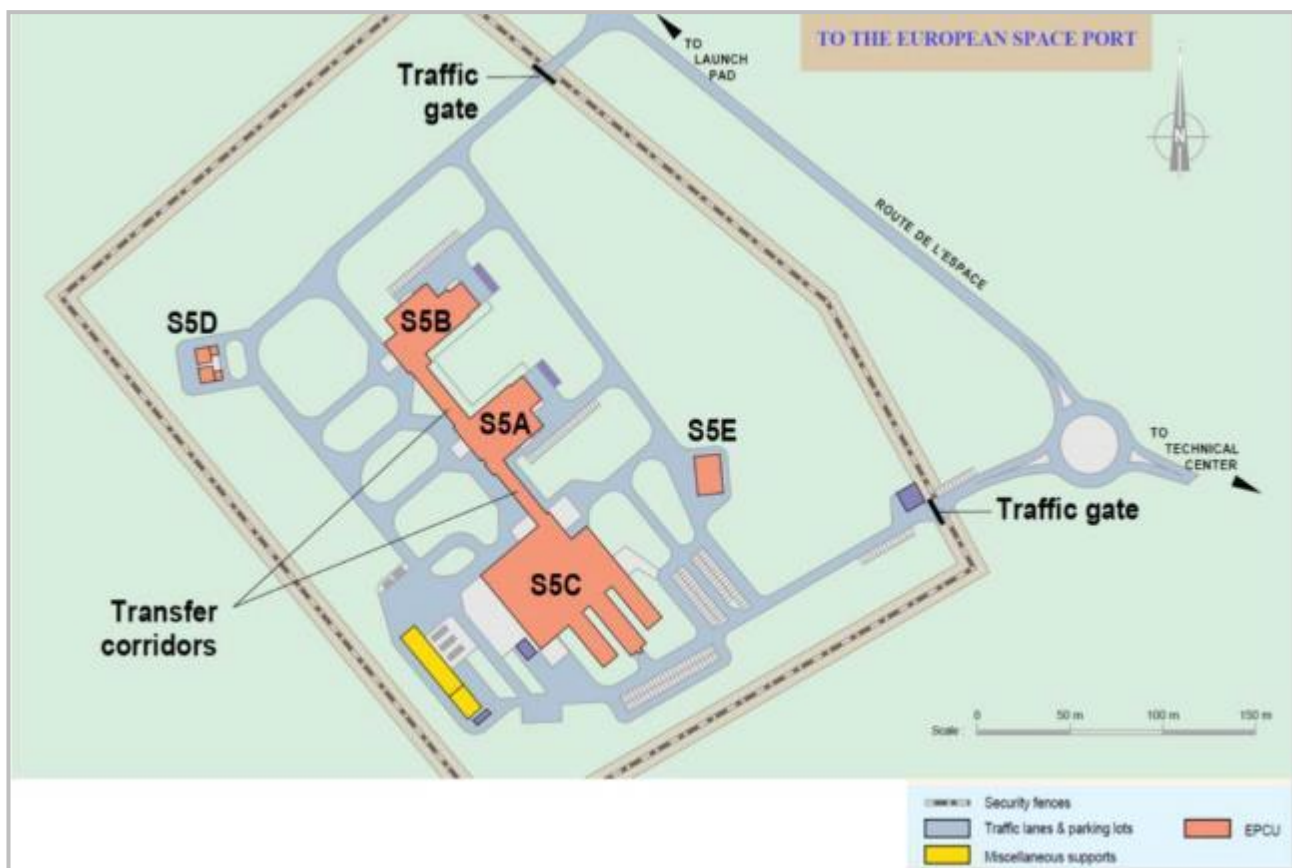 TO THE EUROPEAN SPACE PORT
TO
LAUNCH
PAD
Traffic
gate
N
ROUTE DE L'ESPACE
S5D
S5B
S5A
S5E
TO
TECHNICAL
CENTER
Traffic gate
S5C
Transfer
corridors
0 50 m 100 m 150 m
Scale
Security fences
Traffic lanes & parking lots
EPCU
Miscellaneous supports